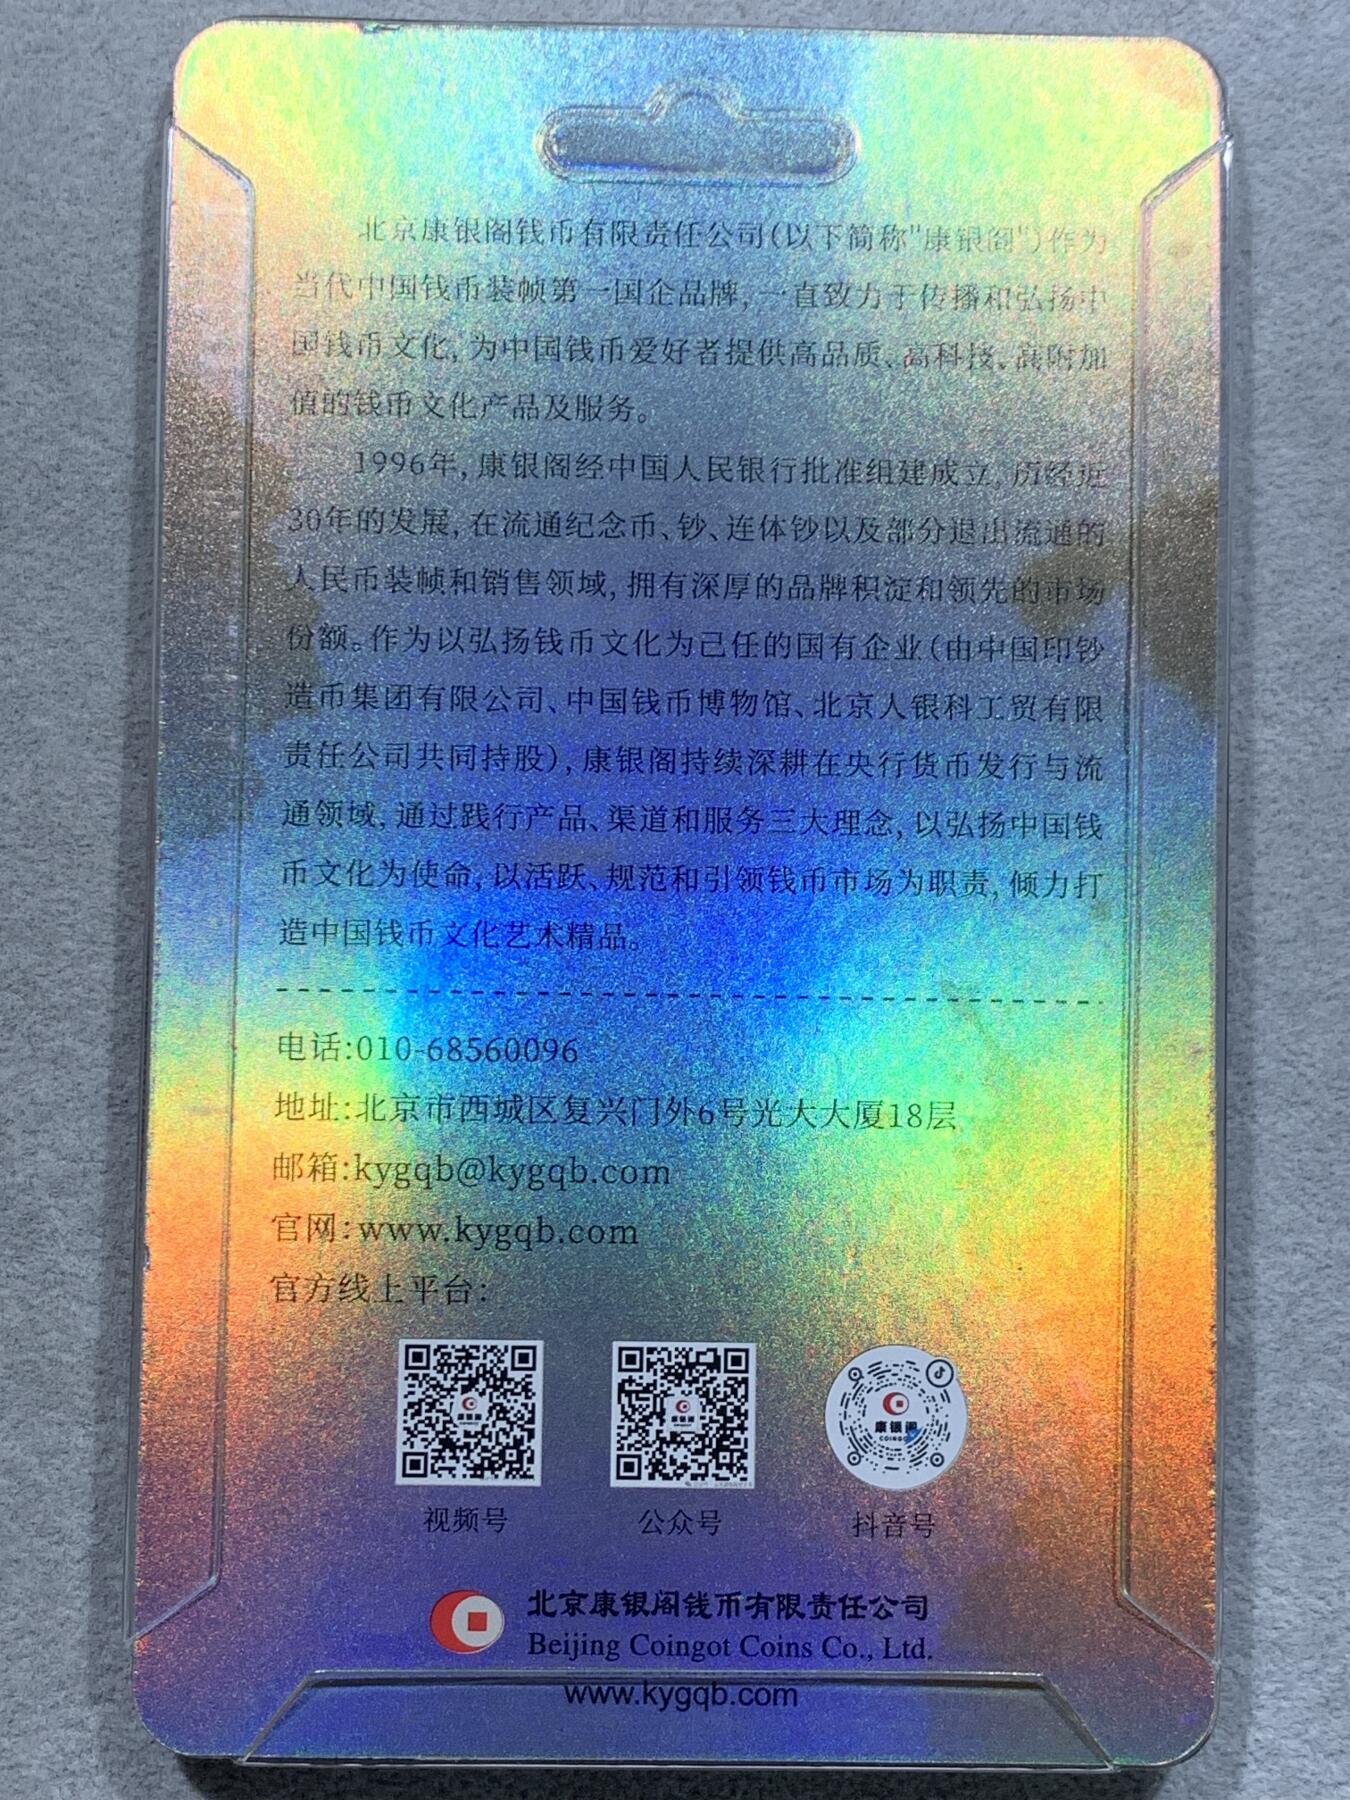 北京康银阁钱币有限责任公司(以下简称"康银阁")作为
当代中国钱币装帧第一国企品牌,一直致力于传播和弘扬中
国钱币文化,为中国钱币爱好者提供高品质、高科技、高附加
值的钱币文化产品及服务。
1996年,康银阁经中国人民银行批准组建成立,历经近
30年的发展,在流通纪念币、钞、连体钞以及部分退出流通的
人民币装帧和销售领域,拥有深厚的品牌积淀和领先的市场
份额。作为以弘扬钱币文化为己任的国有企业(由中国印钞
造币集团有限公司、中国钱币博物馆、北京人银科工贸有限
责任公司共同持股),康银阁持续深耕在央行货币发行与流
通领域,通过践行产品、渠道和服务三大理念,以弘扬中国钱
币文化为使命,以活跃、规范和引领钱币市场为职责,倾力打
造中国钱币文化艺术精品。
电话:010-68560096
地址:北京市西城区复兴门外6号光大大厦18层
邮箱:kygqb@kygqb.com
官网:www.kygqb.com
官方线上平台:
康银阁
康银阁
康银阁
COINGOT
视频号
公众号
抖音号
北京康银阁钱币有限责任公司
Beijing Coingot Coins Co., Ltd.
www.kygqb.com